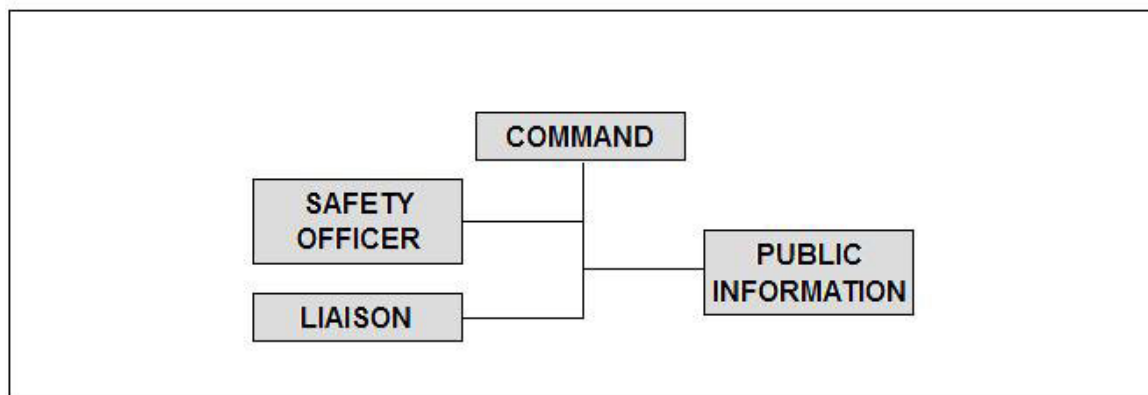 COMMAND
SAFETY
OFFICER
PUBLIC
INFORMATION
LIAISON